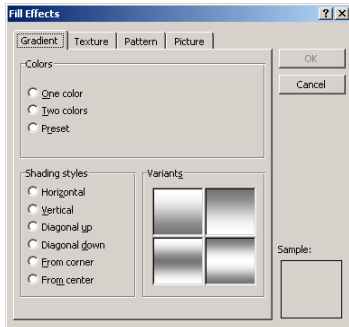 Fill Effects
Gradient Texture Pattern Picture
Colors
One color
Two colors
Preset
OK
Cancel
Shading styles
Horizontal
Vertical
Diagonal up
Diagonal down
From corner
From center
Variants
Sample: